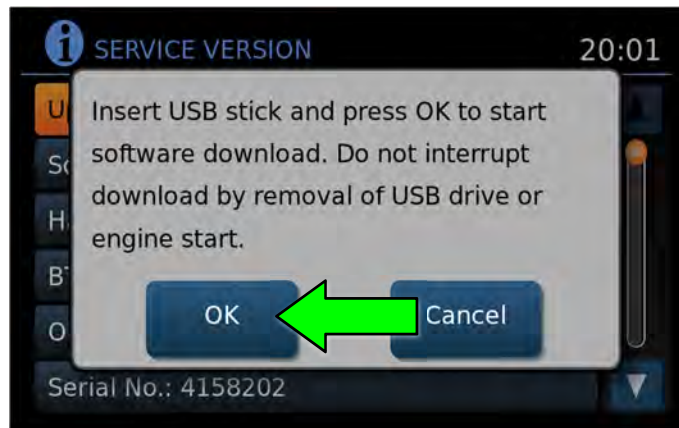 i SERVICE VERSION 20:01
Insert USB stick and press OK to start
software download. Do not interrupt
download by removal of USB drive or
engine start.
OK Cancel
Serial No.: 4158202